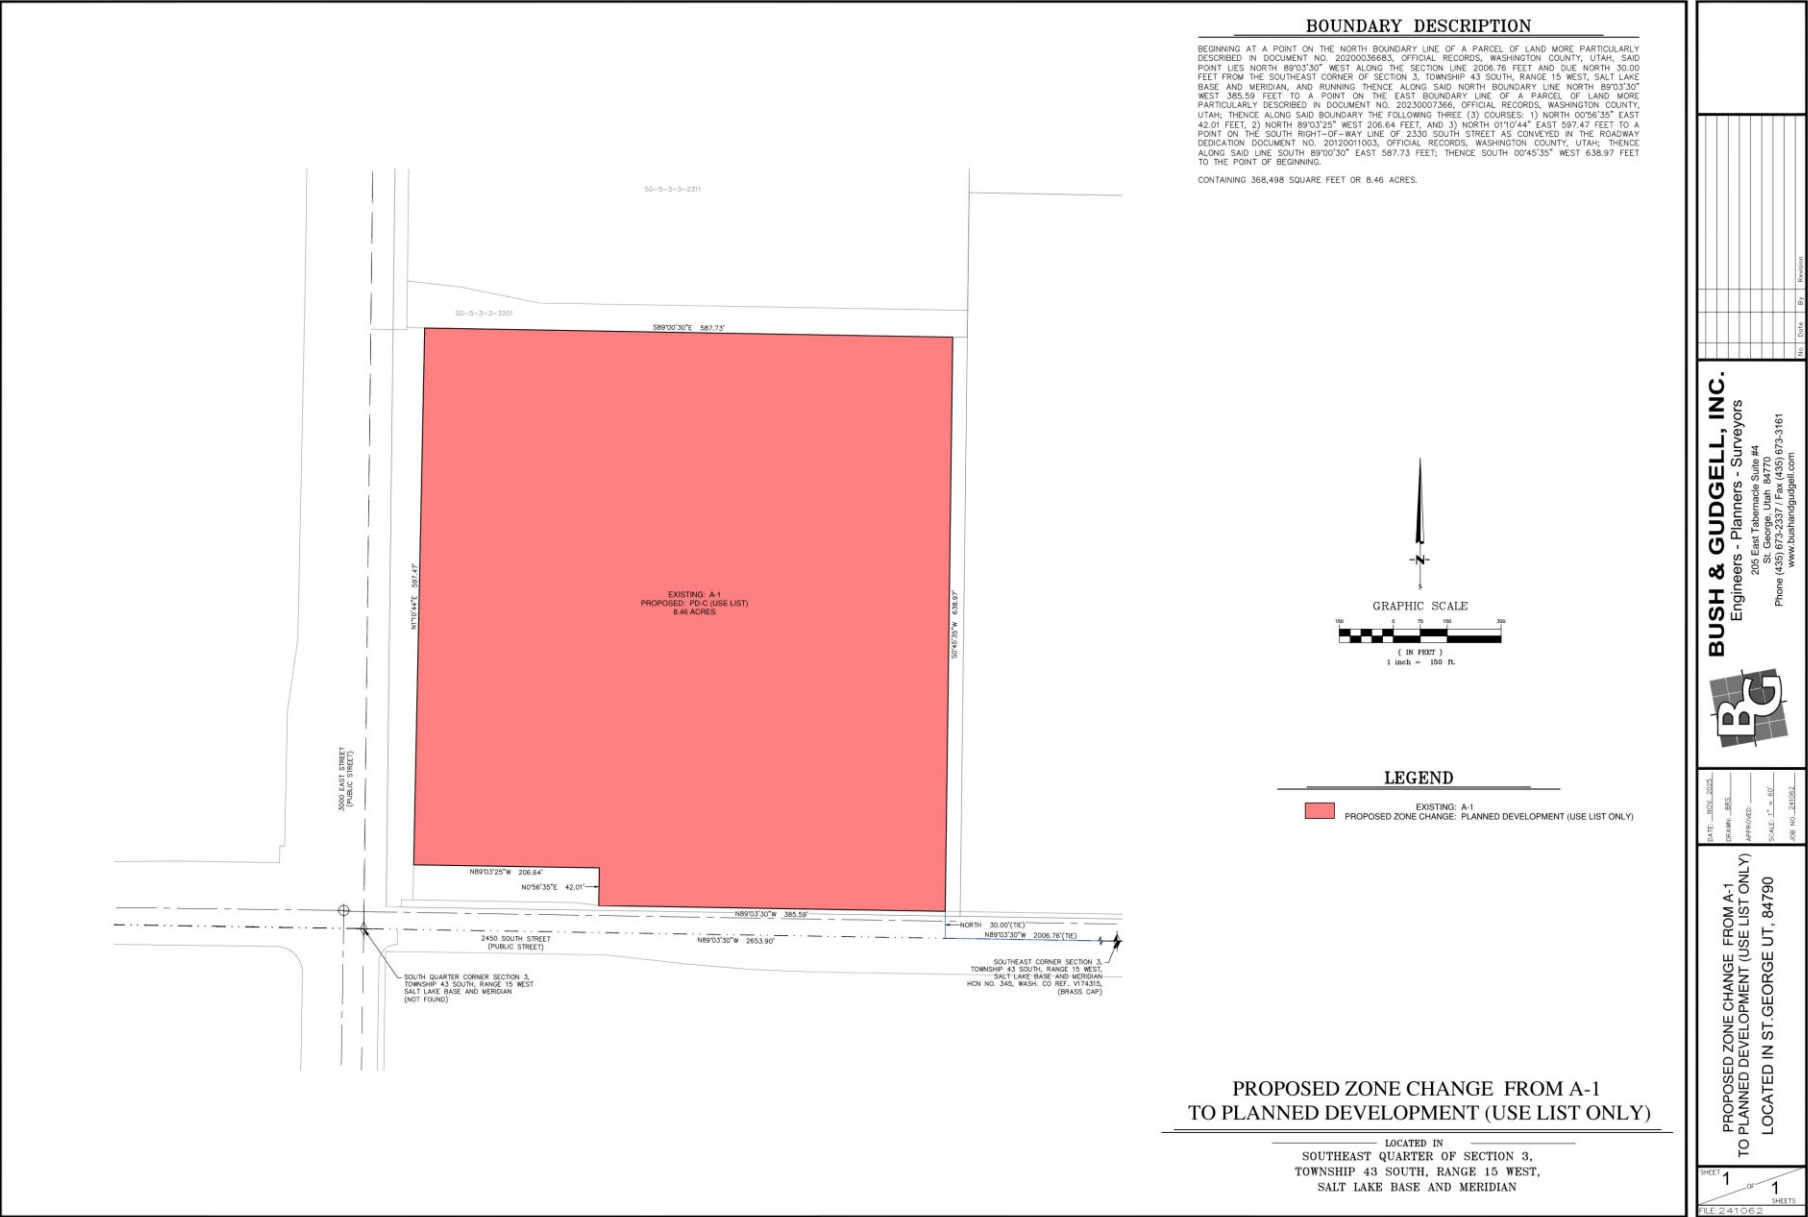 BOUNDARY DESCRIPTION
BEGINNING AT A POINT ON THE NORTH BOUNDARY LINE OF A PARCEL OF LAND MORE PARTICULARLY
DESCRIBED IN DOCUMENT NO. 20200036683, OFFICIAL RECORDS, WASHINGTON COUNTY, UTAH, SAID
POINT LIES NORTH 89°03'30" WEST ALONG THE SECTION LINE 2006.76 FEET AND DUE NORTH 30.00
FEET FROM THE SOUTHEAST CORNER OF SECTION 3, TOWNSHIP 43 SOUTH, RANGE 15 WEST, SALT LAKE
BASE AND MERIDIAN, AND RUNNING THENCE ALONG SAID NORTH BOUNDARY LINE NORTH 89°03'30"
WEST 385.59 FEET TO A POINT ON THE EAST BOUNDARY LINE OF A PARCEL OF LAND MORE
PARTICULARLY DESCRIBED IN DOCUMENT NO. 20230007366, OFFICIAL RECORDS, WASHINGTON COUNTY,
UTAH; THENCE ALONG SAID BOUNDARY THE FOLLOWING THREE (3) COURSES: 1) NORTH 00°56'35" EAST
42.01 FEET, 2) NORTH 89°03'25" WEST 206.64 FEET, AND 3) NORTH 01°10'44" EAST 597.47 FEET TO A
POINT ON THE SOUTH RIGHT-OF-WAY LINE OF 2330 SOUTH STREET AS CONVEYED IN THE ROADWAY
DEDICATION DOCUMENT NO. 20120011003, OFFICIAL RECORDS, WASHINGTON COUNTY, UTAH; THENCE
ALONG SAID LINE SOUTH 89°00'30" EAST 587.73 FEET; THENCE SOUTH 00°45'35" WEST 638.97 FEET
TO THE POINT OF BEGINNING.
CONTAINING 368,498 SQUARE FEET OR 8.46 ACRES.
SG-5-3-3-2311
SG-5-3-3-3201
S89°00'30"E 587.73'
N1°10'44"E 597.47'
EXISTING: A-1
PROPOSED: PD-C (USE LIST)
8.46 ACRES
S0°45'35"W 638.97'
3000 EAST STREET
(PUBLIC STREET)
N89°03'25"W 206.64'
N0°56'35"E 42.01'
N89°03'30"W 385.59'
NORTH 30.00'(TIE)
N89°03'30"W 2006.76'(TIE)
2450 SOUTH STREET
(PUBLIC STREET)
N89°03'30"W 2653.90'
SOUTH QUARTER CORNER SECTION 3,
TOWNSHIP 43 SOUTH, RANGE 15 WEST
SALT LAKE BASE AND MERIDIAN
(NOT FOUND)
SOUTHEAST CORNER SECTION 3,
TOWNSHIP 43 SOUTH, RANGE 15 WEST,
SALT LAKE BASE AND MERIDIAN
HCN NO. 345, WASH. CO REF. V174315,
(BRASS CAP)
N
S
GRAPHIC SCALE
150 0 75 150 300
( IN FEET )
1 inch = 150 ft.
LEGEND
EXISTING: A-1
PROPOSED ZONE CHANGE: PLANNED DEVELOPMENT (USE LIST ONLY)
PROPOSED ZONE CHANGE FROM A-1
TO PLANNED DEVELOPMENT (USE LIST ONLY)
LOCATED IN
SOUTHEAST QUARTER OF SECTION 3,
TOWNSHIP 43 SOUTH, RANGE 15 WEST,
SALT LAKE BASE AND MERIDIAN
No Date By Revision
BUSH & GUDGELL, INC.
Engineers - Planners - Surveyors
205 East Tabernacle Suite #4
St. George, Utah 84770
Phone (435) 673-2337 / Fax (435) 673-3161
www.bushandgudgell.com
BG
DATE: NOV. 2025
DRAWN: BRS
APPROVED:
SCALE: 1" = 60'
JOB NO. 241062
PROPOSED ZONE CHANGE FROM A-1
TO PLANNED DEVELOPMENT (USE LIST ONLY)
LOCATED IN ST.GEORGE UT, 84790
SHEET 1 OF 1 SHEETS
FILE: 241062